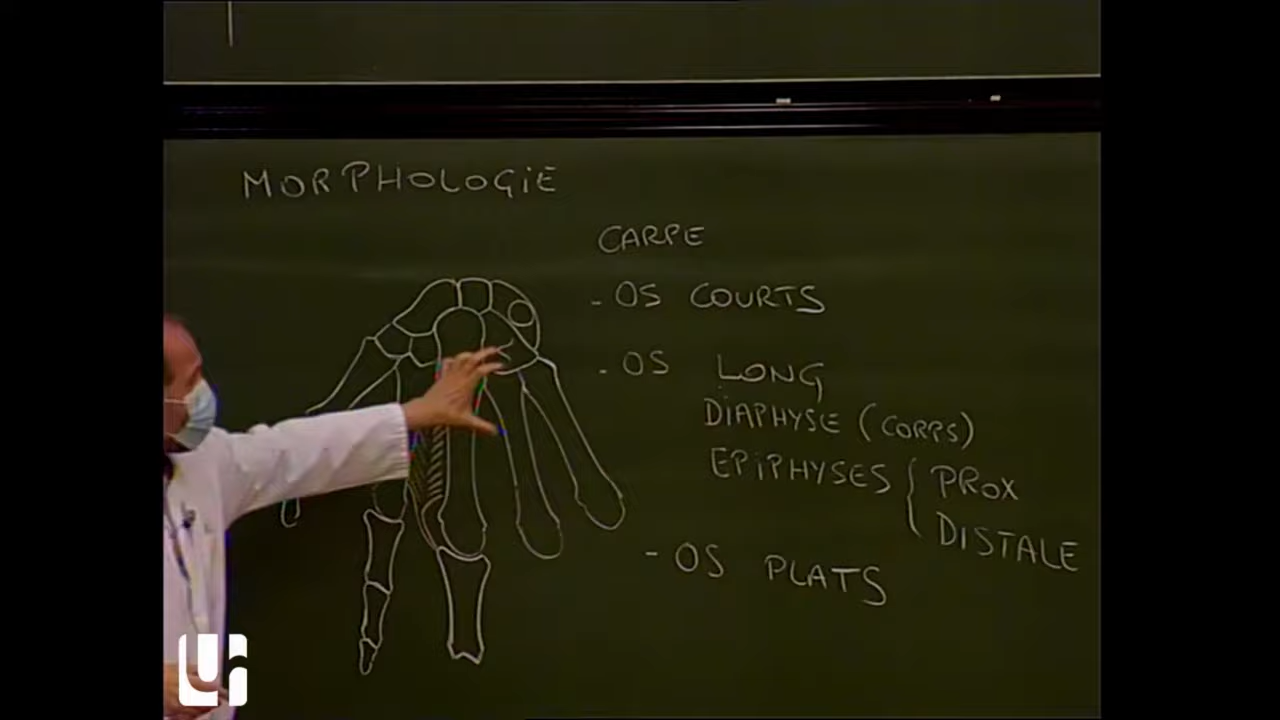 MORPHOLOGIE
CARPE
- OS COURTS
- OS LONG
DIAPHYSE (CORPS)
EPIPHYSES { PROX
DISTALE
- OS PLATS